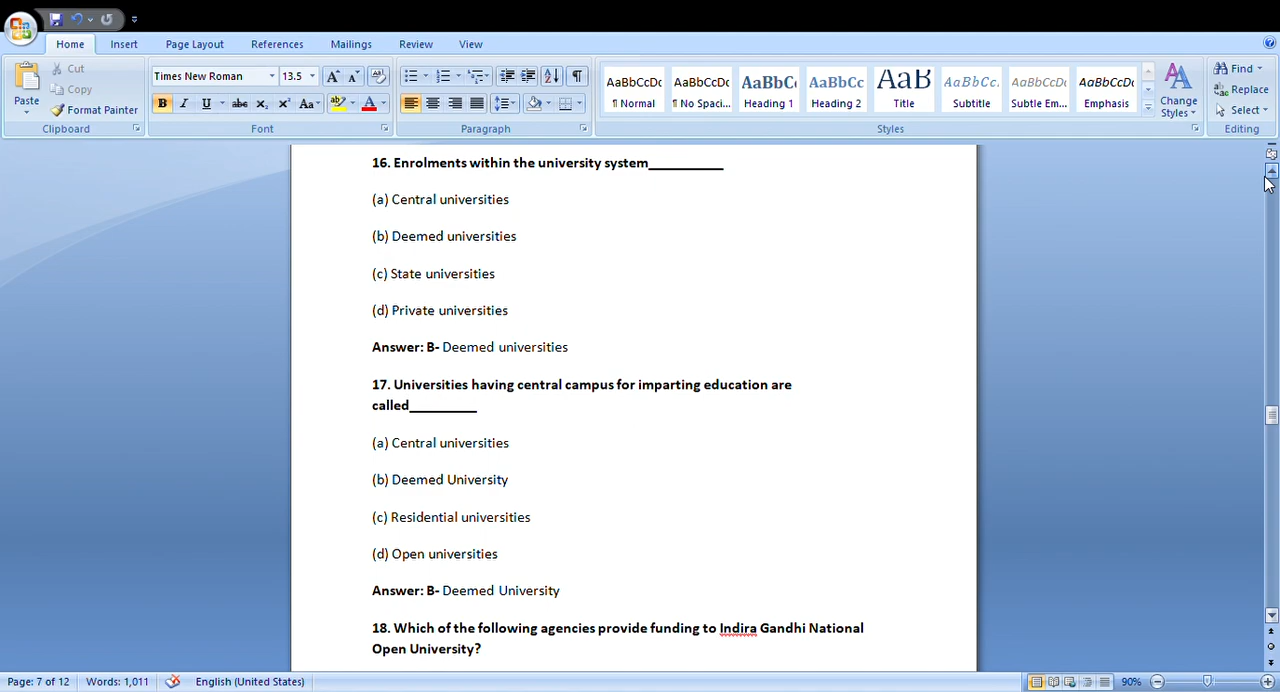 Home Insert Page Layout References Mailings Review View
Paste
Cut
Copy
Format Painter
Clipboard
Times New Roman 13.5
B I U abc X₂ X² Aa
Font
Paragraph
AaBbCcDc AaBbCcDc AaBbC AaBbCc AaB AaBbCc. AaBbCcDc AaBbCcDc
¶ Normal ¶ No Spaci... Heading 1 Heading 2 Title Subtitle Subtle Em... Emphasis
Change Styles
Styles
Find
Replace
Select
Editing
16. Enrolments within the university system__________
(a) Central universities
(b) Deemed universities
(c) State universities
(d) Private universities
Answer: B- Deemed universities
17. Universities having central campus for imparting education are
called_________
(a) Central universities
(b) Deemed University
(c) Residential universities
(d) Open universities
Answer: B- Deemed University
18. Which of the following agencies provide funding to Indira Gandhi National
Open University?
Page: 7 of 12 Words: 1,011 English (United States) 90%